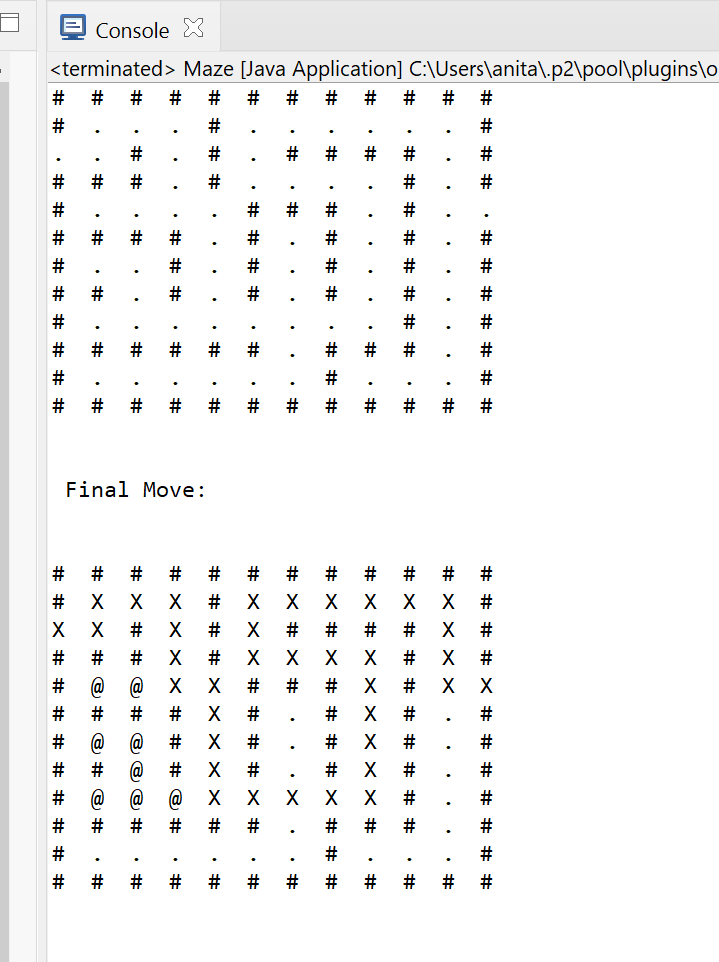 Console
<terminated> Maze [Java Application] C:\Users\anita\.p2\pool\plugins\o
# # # # # # # # # # # #
# . . . # . . . . . . #
. . # . # . # # # # . #
# # # . # . . . . # . #
# . . . . # # # . # . .
# # # # . # . # . # . #
# . . # . # . # . # . #
# # . # . # . # . # . #
# . . . . . . . . # . #
# # # # # # . # # # . #
# . . . . . . # . . . #
# # # # # # # # # # # #
Final Move:
# # # # # # # # # # # #
# X X X # X X X X X X #
X X # X # X # # # # X #
# # # X # X X X X # X #
# @ @ X X # # # X # X X
# # # # X # . # X # . #
# @ @ # X # . # X # . #
# # @ # X # . # X # . #
# @ @ @ X X X X X # . #
# # # # # # . # # # . #
# . . . . . . # . . . #
# # # # # # # # # # # #